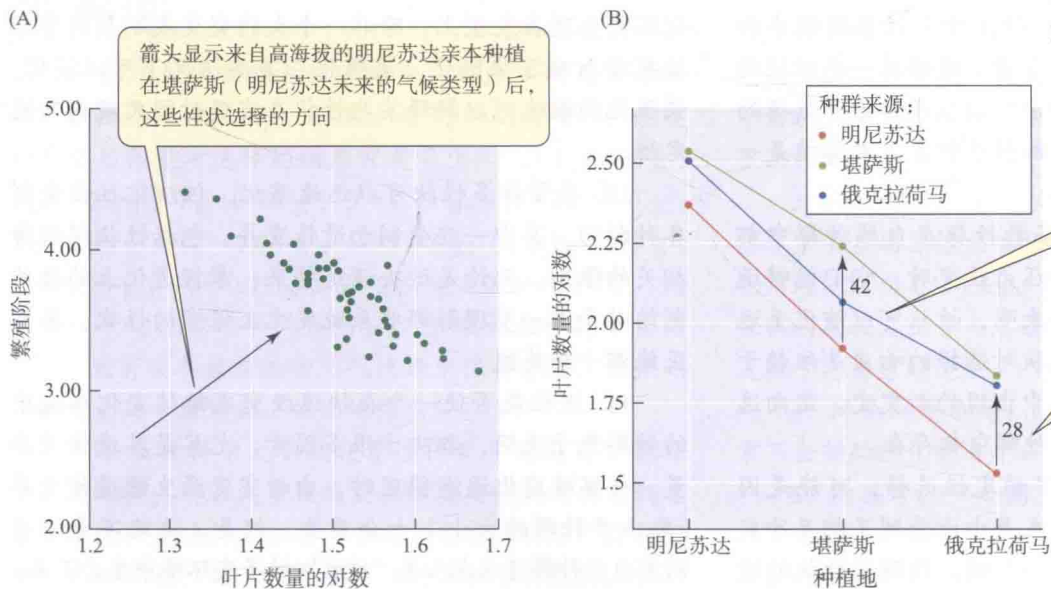 (A)
箭头显示来自高海拔的明尼苏达亲本种植
在堪萨斯（明尼苏达未来的气候类型）后，
这些性状选择的方向
5.00
4.00
3.00
2.00
繁殖阶段
1.2
1.3
1.4
1.5
1.6
1.7
叶片数量的对数
(B)
种群来源：
明尼苏达
堪萨斯
俄克拉荷马
2.50
2.25
2.00
1.75
1.5
叶片数量的对数
42
28
明尼苏达
堪萨斯
俄克拉荷马
种植地